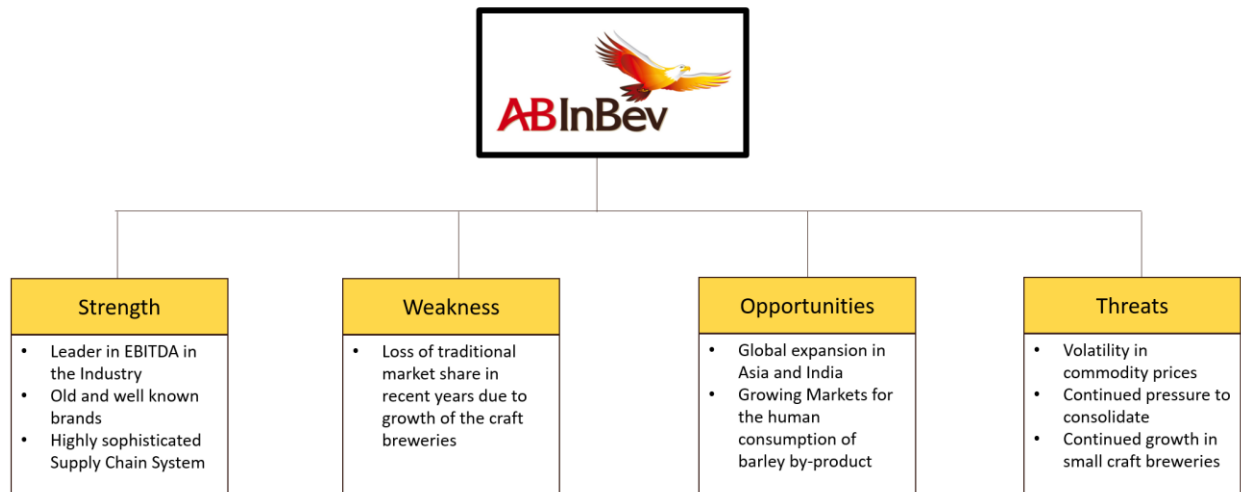 ABInBev
Strength
• Leader in EBITDA in
the Industry
• Old and well known
brands
• Highly sophisticated
Supply Chain System
Weakness
• Loss of traditional
market share in
recent years due to
growth of the craft
breweries
Opportunities
• Global expansion in
Asia and India
• Growing Markets for
the human
consumption of
barley by-product
Threats
• Volatility in
commodity prices
• Continued pressure to
consolidate
• Continued growth in
small craft breweries